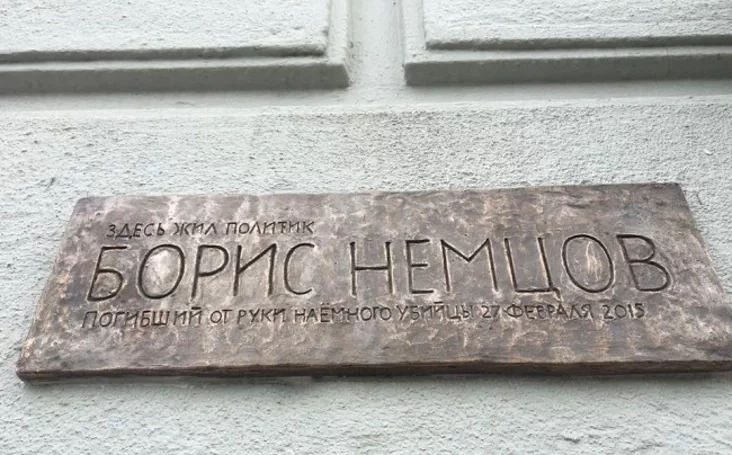 ЗДЕСЬ ЖИЛ ПОЛИТИК
БОРИС НЕМЦОВ
ПОГИБШИЙ ОТ РУКИ НАЁМНОГО УБИЙЦЫ 27 ФЕВРАЛЯ 2015